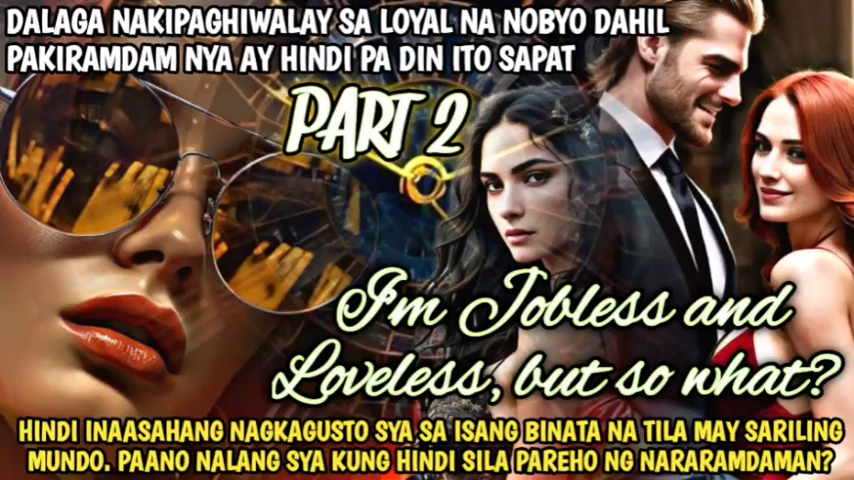 DALAGA NAKIPAGHIWALAY SA LOYAL NA NOBYO DAHIL
PAKIRAMDAM NYA AY HINDI PA DIN ITO SAPAT
PART 2
I'm Jobless and
Loveless, but so what?
HINDI INAASAHANG NAGKAGUSTO SYA SA ISANG BINATA NA TILA MAY SARILING
MUNDO. PAANO NALANG SYA KUNG HINDI SILA PAREHO NG NARARAMDAMAN?